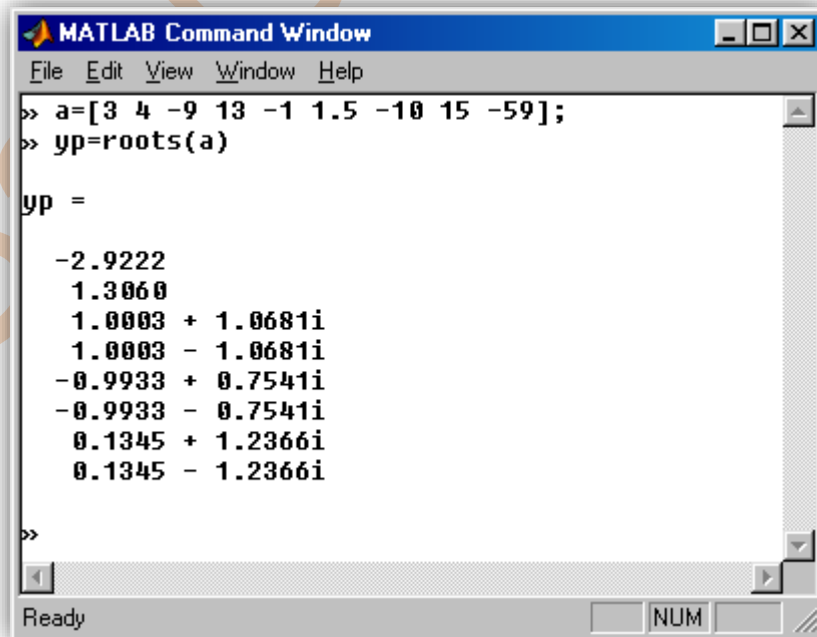 MATLAB Command Window
File Edit View Window Help
» a=[3 4 -9 13 -1 1.5 -10 15 -59];
» yp=roots(a)
yp =
-2.9222
1.3060
1.0003 + 1.0681i
1.0003 - 1.0681i
-0.9933 + 0.7541i
-0.9933 - 0.7541i
0.1345 + 1.2366i
0.1345 - 1.2366i
»
Ready NUM